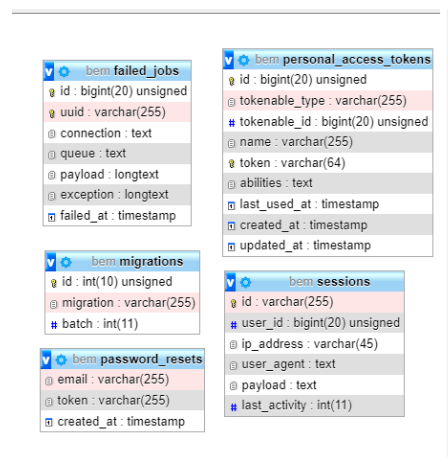 bem failed_jobs
id : bigint(20) unsigned
uuid : varchar(255)
connection : text
queue : text
payload : longtext
exception : longtext
failed_at : timestamp
bem migrations
id : int(10) unsigned
migration : varchar(255)
# batch : int(11)
bem password_resets
email : varchar(255)
token : varchar(255)
created_at : timestamp
bem personal_access_tokens
id : bigint(20) unsigned
tokenable_type : varchar(255)
# tokenable_id : bigint(20) unsigned
name : varchar(255)
token : varchar(64)
abilities : text
last_used_at : timestamp
created_at : timestamp
updated_at : timestamp
bem sessions
id : varchar(255)
# user_id : bigint(20) unsigned
ip_address : varchar(45)
user_agent : text
payload : text
# last_activity : int(11)